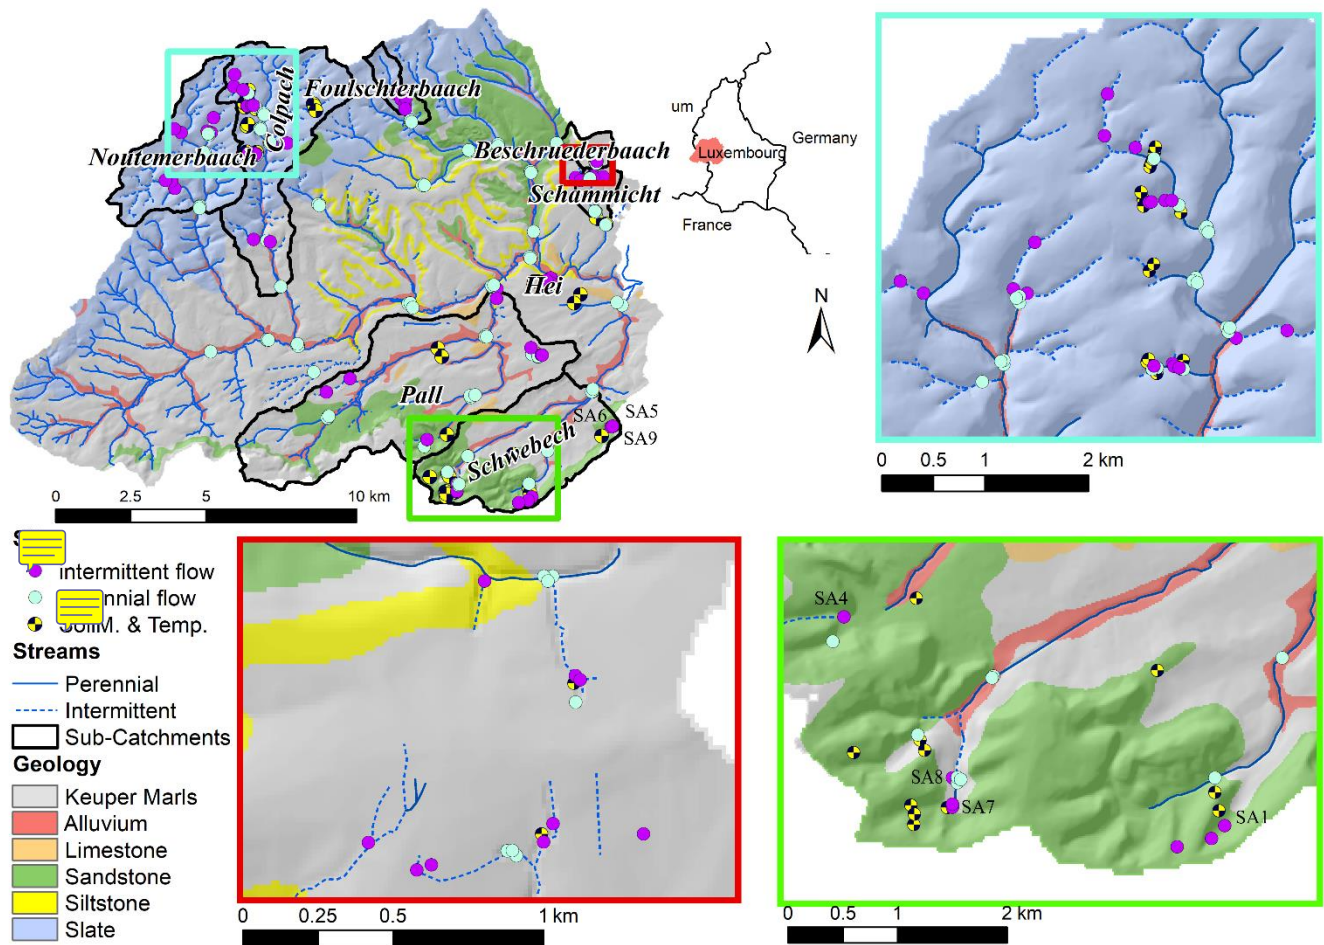 Foulschterbaach
Colpach
Noutemerbaach
Beschruederbaach
Schammicht
Hei
Pall
Schwebech
SA6
SA5
SA9
0 2.5 5 10 km
um
Germany
Luxembourg
France
N
0 0.5 1 2 km
Intermittent flow
nnial flow
M. & Temp.
Streams
Perennial
Intermittent
Sub-Catchments
Geology
Keuper Marls
Alluvium
Limestone
Sandstone
Siltstone
Slate
0 0.25 0.5 1 km
SA4
SA8
SA7
SA1
0 0.5 1 2 km